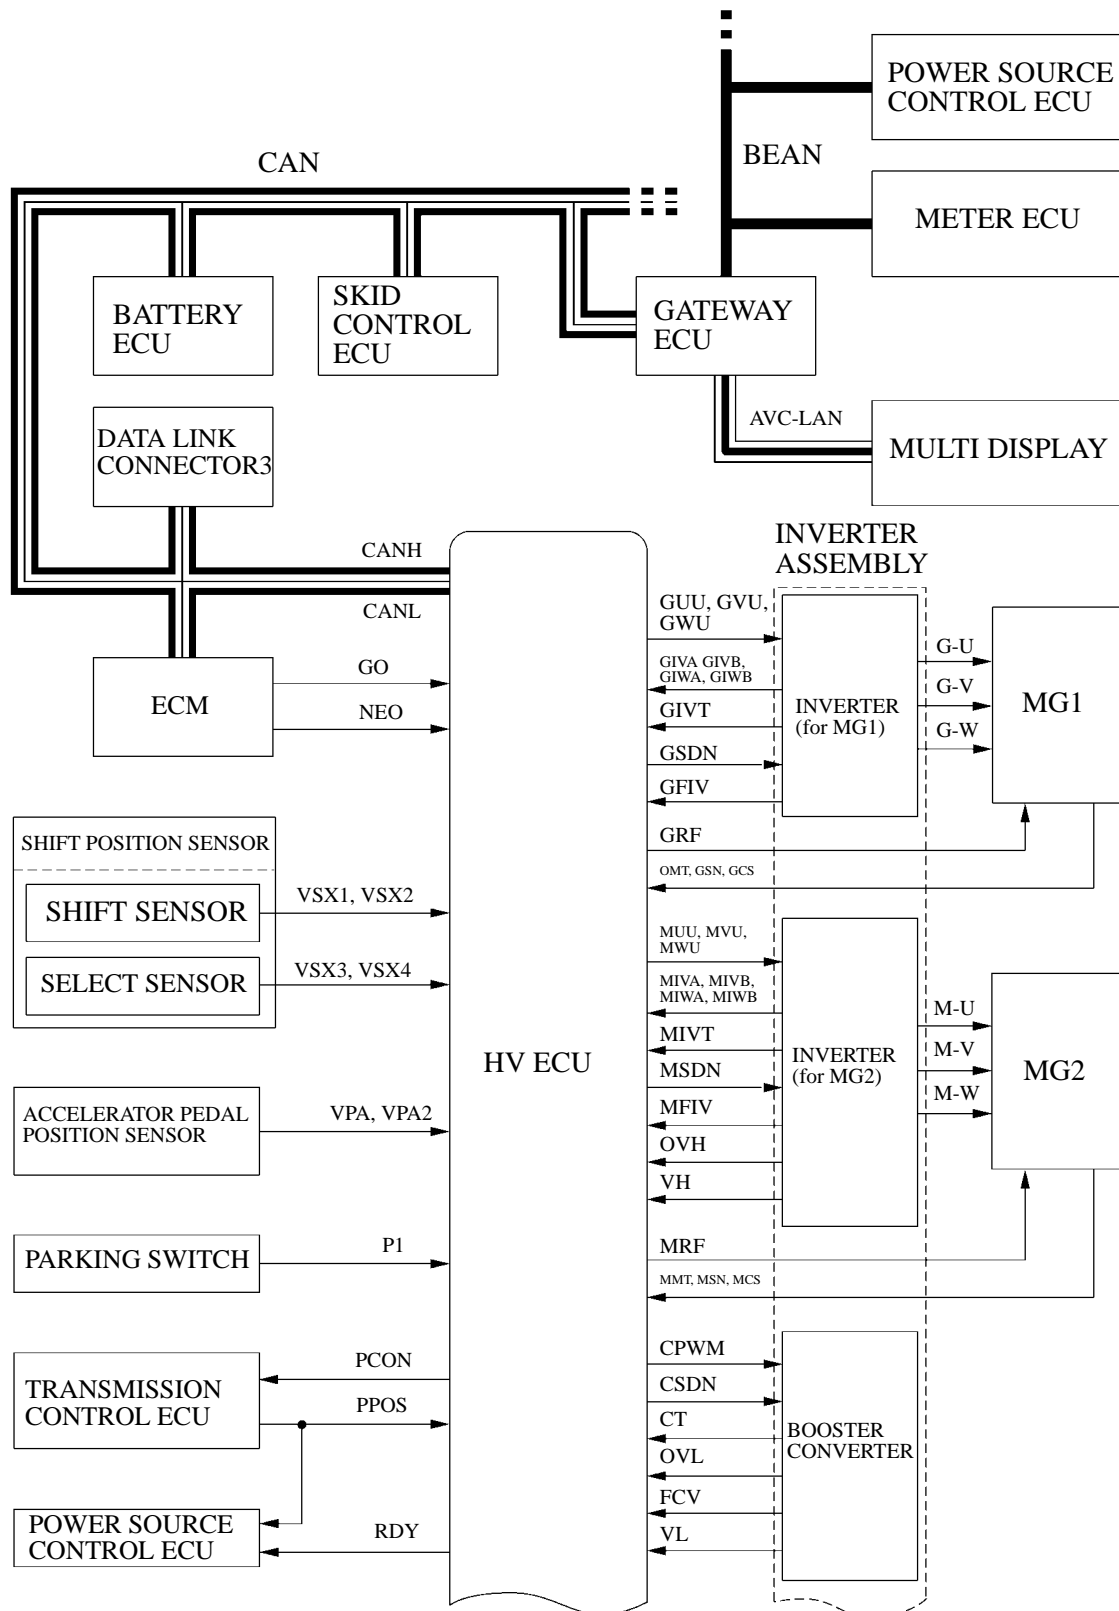 POWER SOURCE
CONTROL ECU
BEAN
CAN
METER ECU
BATTERY
ECU
SKID
CONTROL
ECU
GATEWAY
ECU
AVC-LAN
MULTI DISPLAY
DATA LINK
CONNECTOR3
CANH
CANL
INVERTER
ASSEMBLY
ECM
GO
NEO
GUU, GVU,
GWU
GIVA GIVB,
GIWA, GIWB
GIVT
GSDN
GFIV
GRF
OMT, GSN, GCS
INVERTER
(for MG1)
G-U
G-V
G-W
MG1
SHIFT POSITION SENSOR
SHIFT SENSOR
VSX1, VSX2
SELECT SENSOR
VSX3, VSX4
HV ECU
MUU, MVU,
MWU
MIVA, MIVB,
MIWA, MIWB
MIVT
MSDN
MFIV
OVH
VH
MRF
MMT, MSN, MCS
INVERTER
(for MG2)
M-U
M-V
M-W
MG2
ACCELERATOR PEDAL
POSITION SENSOR
VPA, VPA2
PARKING SWITCH
P1
TRANSMISSION
CONTROL ECU
PCON
PPOS
POWER SOURCE
CONTROL ECU
RDY
CPWM
CSDN
CT
OVL
FCV
VL
BOOSTER
CONVERTER